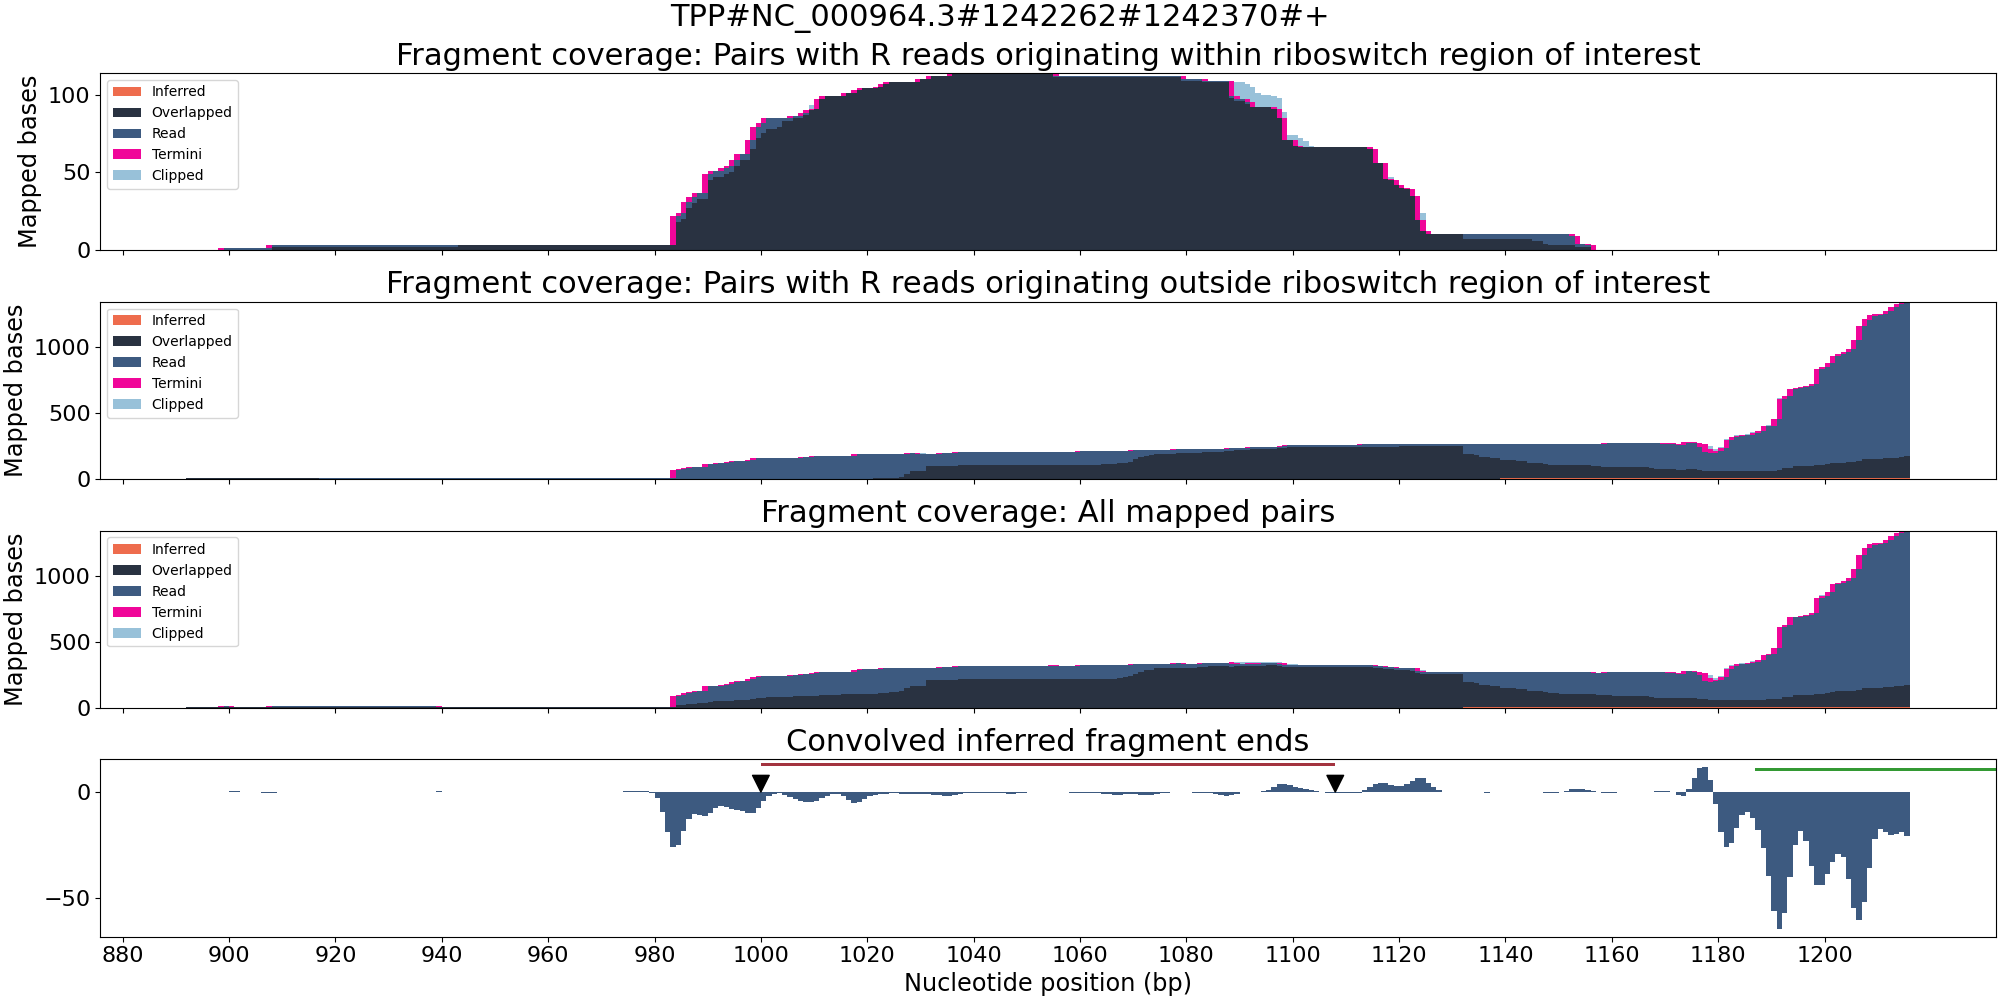 TPP#NC_000964.3#1242262#1242370#+
Fragment coverage: Pairs with R reads originating within riboswitch region of interest
Mapped bases
100
50
0
Inferred
Overlapped
Read
Termini
Clipped
Fragment coverage: Pairs with R reads originating outside riboswitch region of interest
Mapped bases
1000
500
0
Inferred
Overlapped
Read
Termini
Clipped
Fragment coverage: All mapped pairs
Mapped bases
1000
500
0
Inferred
Overlapped
Read
Termini
Clipped
Convolved inferred fragment ends
0
−50
880 900 920 940 960 980 1000 1020 1040 1060 1080 1100 1120 1140 1160 1180 1200
Nucleotide position (bp)